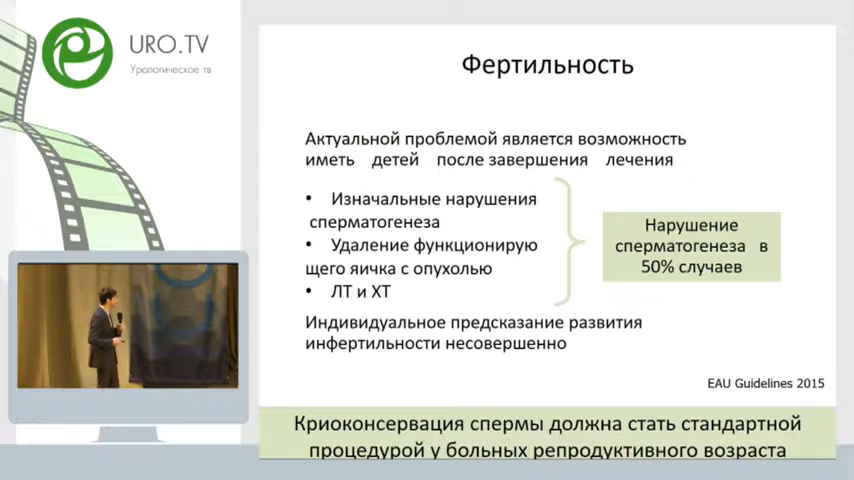 URO.TV
Урологическое тв
Фертильность
Актуальной проблемой является возможность
иметь детей после завершения лечения
• Изначальные нарушения
сперматогенеза
• Удаление функционирую
щего яичка с опухолью
• ЛТ и ХТ
Нарушение
сперматогенеза в
50% случаев
Индивидуальное предсказание развития
инфертильности несовершенно
EAU Guidelines 2015
Криоконсервация спермы должна стать стандартной
процедурой у больных репродуктивного возраста